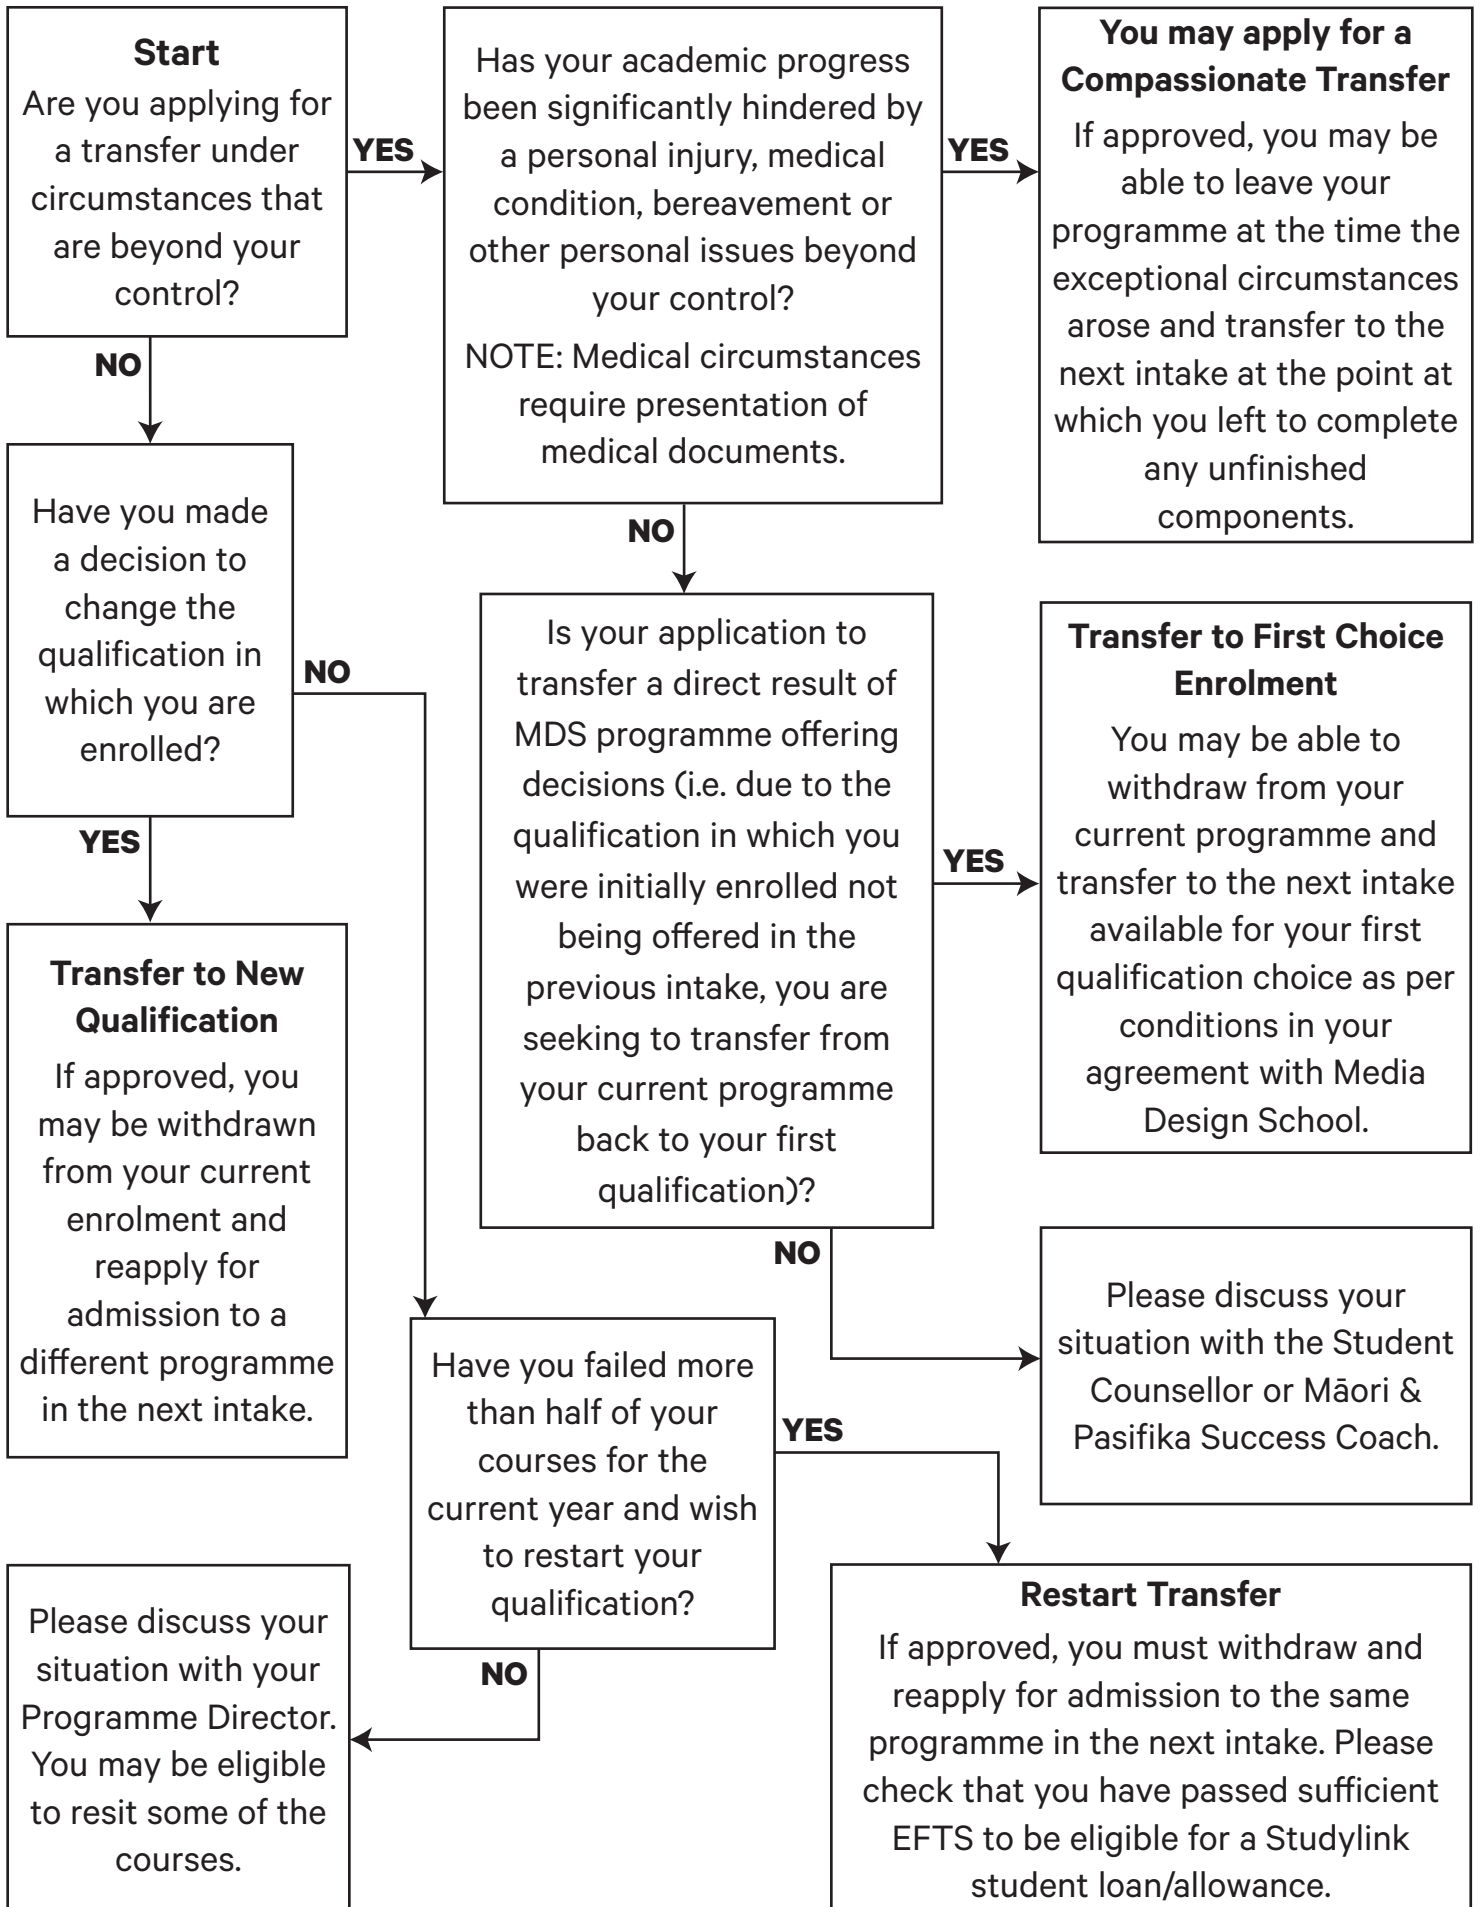 Start
Are you applying for
a transfer under
circumstances that
are beyond your
control?
YES
Has your academic progress
been significantly hindered by
a personal injury, medical
condition, bereavement or
other personal issues beyond
your control?
NOTE: Medical circumstances
require presentation of
medical documents.
YES
You may apply for a
Compassionate Transfer
If approved, you may be
able to leave your
programme at the time the
exceptional circumstances
arose and transfer to the
next intake at the point at
which you left to complete
any unfinished
components.
NO
Have you made
a decision to
change the
qualification in
which you are
enrolled?
NO
NO
Is your application to
transfer a direct result of
MDS programme offering
decisions (i.e. due to the
qualification in which you
were initially enrolled not
being offered in the
previous intake, you are
seeking to transfer from
your current programme
back to your first
qualification)?
YES
Transfer to First Choice
Enrolment
You may be able to
withdraw from your
current programme and
transfer to the next intake
available for your first
qualification choice as per
conditions in your
agreement with Media
Design School.
YES
Transfer to New
Qualification
If approved, you
may be withdrawn
from your current
enrolment and
reapply for
admission to a
different programme
in the next intake.
NO
Please discuss your
situation with the Student
Counsellor or Māori &
Pasifika Success Coach.
Have you failed more
than half of your
courses for the
current year and wish
to restart your
qualification?
YES
NO
Please discuss your
situation with your
Programme Director.
You may be eligible
to resit some of the
courses.
Restart Transfer
If approved, you must withdraw and
reapply for admission to the same
programme in the next intake. Please
check that you have passed sufficient
EFTS to be eligible for a Studylink
student loan/allowance.